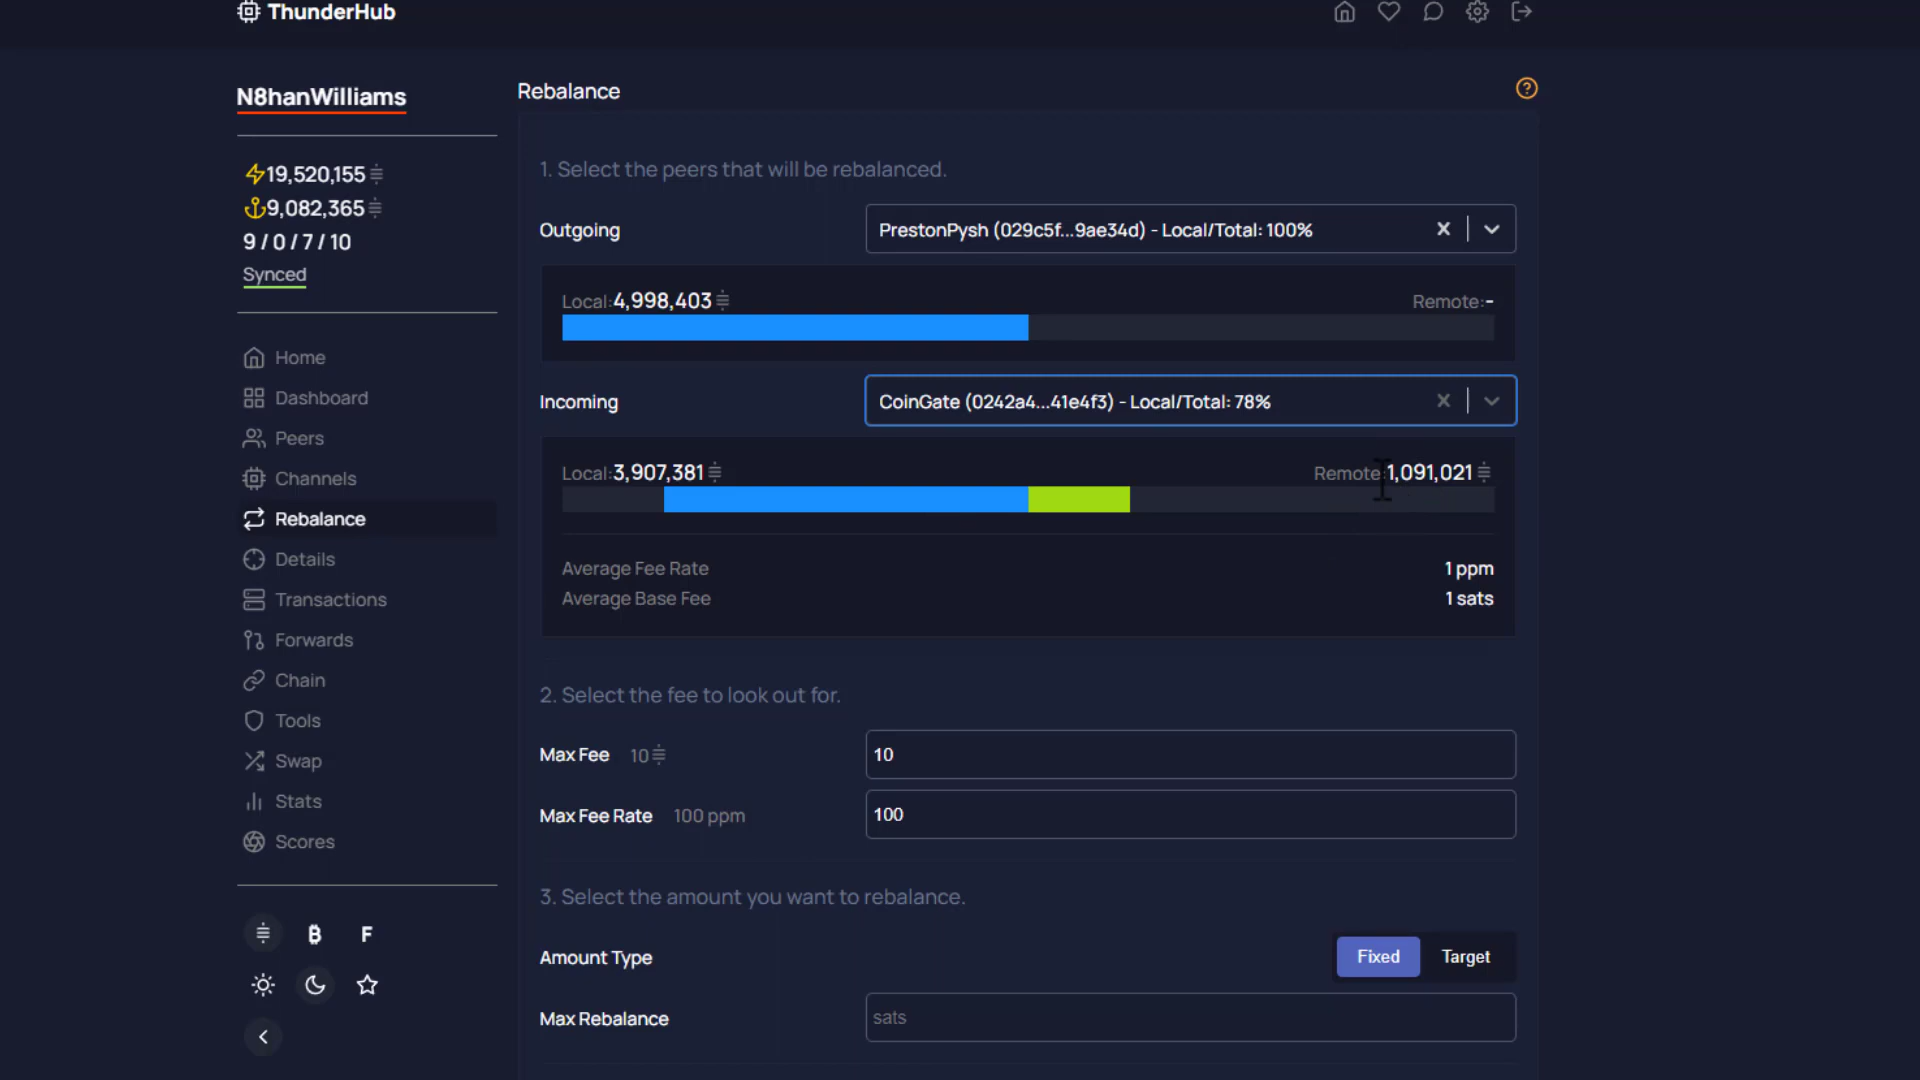 ThunderHub
N8hanWilliams
19,520,155
9,082,365
9 / 0 / 7 / 10
Synced
Home
Dashboard
Peers
Channels
Rebalance
Details
Transactions
Forwards
Chain
Tools
Swap
Stats
Scores
F
Rebalance
1. Select the peers that will be rebalanced.
Outgoing
PrestonPysh (029c5f...9ae34d) - Local/Total: 100%
Local: 4,998,403
Remote: -
Incoming
CoinGate (0242a4...41e4f3) - Local/Total: 78%
Local: 3,907,381
Remote: 1,091,021
Average Fee Rate 1 ppm
Average Base Fee 1 sats
2. Select the fee to look out for.
Max Fee 10 10
Max Fee Rate 100 ppm 100
3. Select the amount you want to rebalance.
Amount Type Fixed Target
Max Rebalance sats